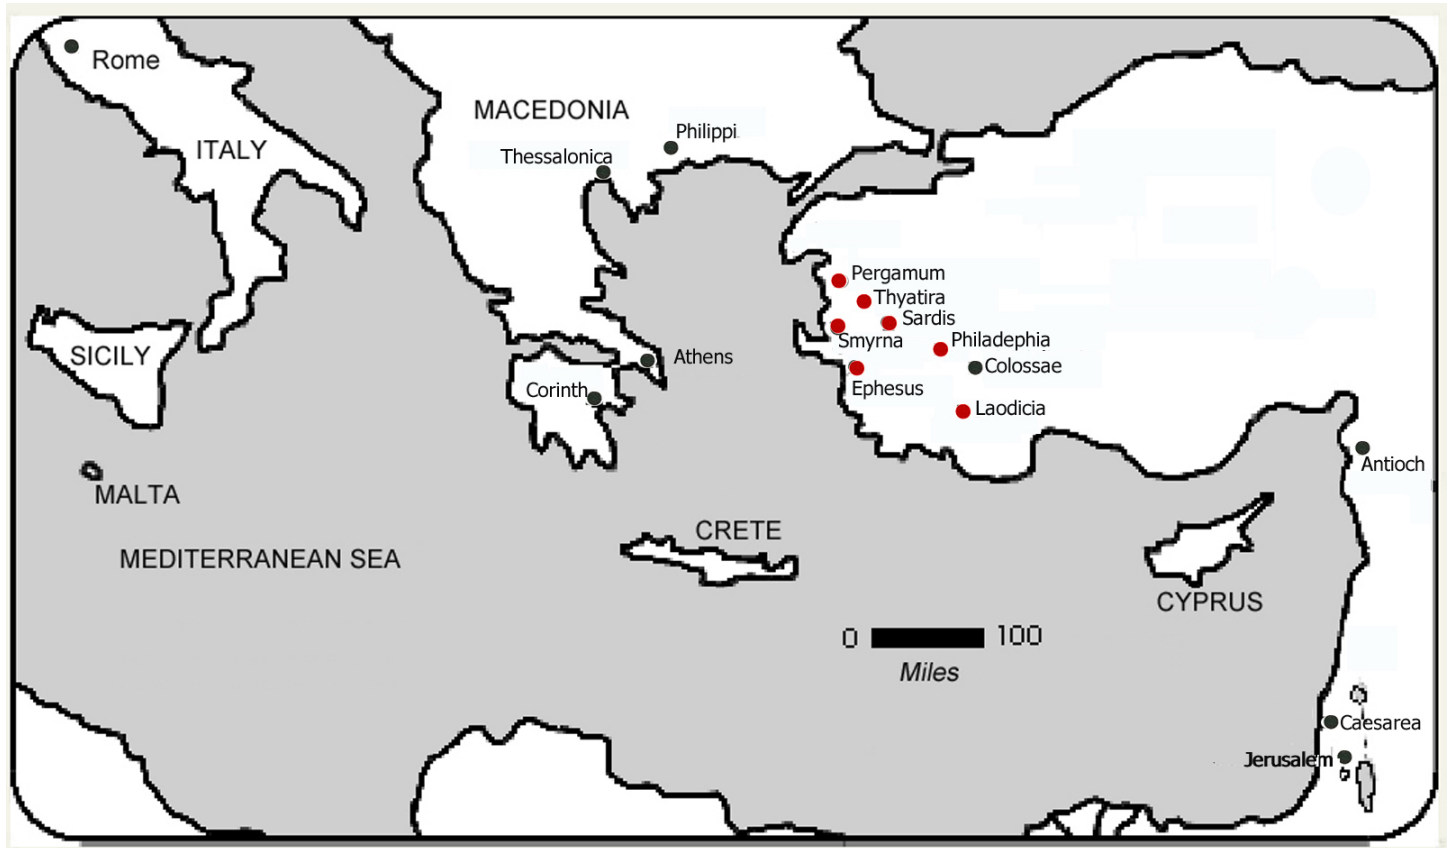 Rome
MACEDONIA
Philippi
ITALY
Thessalonica
Pergamum
Thyatira
Sardis
Smyrna
Philadephia
SICILY
Athens
Colossae
Corinth
Ephesus
Laodicia
Antioch
MALTA
CRETE
MEDITERRANEAN SEA
CYPRUS
0 100
Miles
Caesarea
Jerusalem